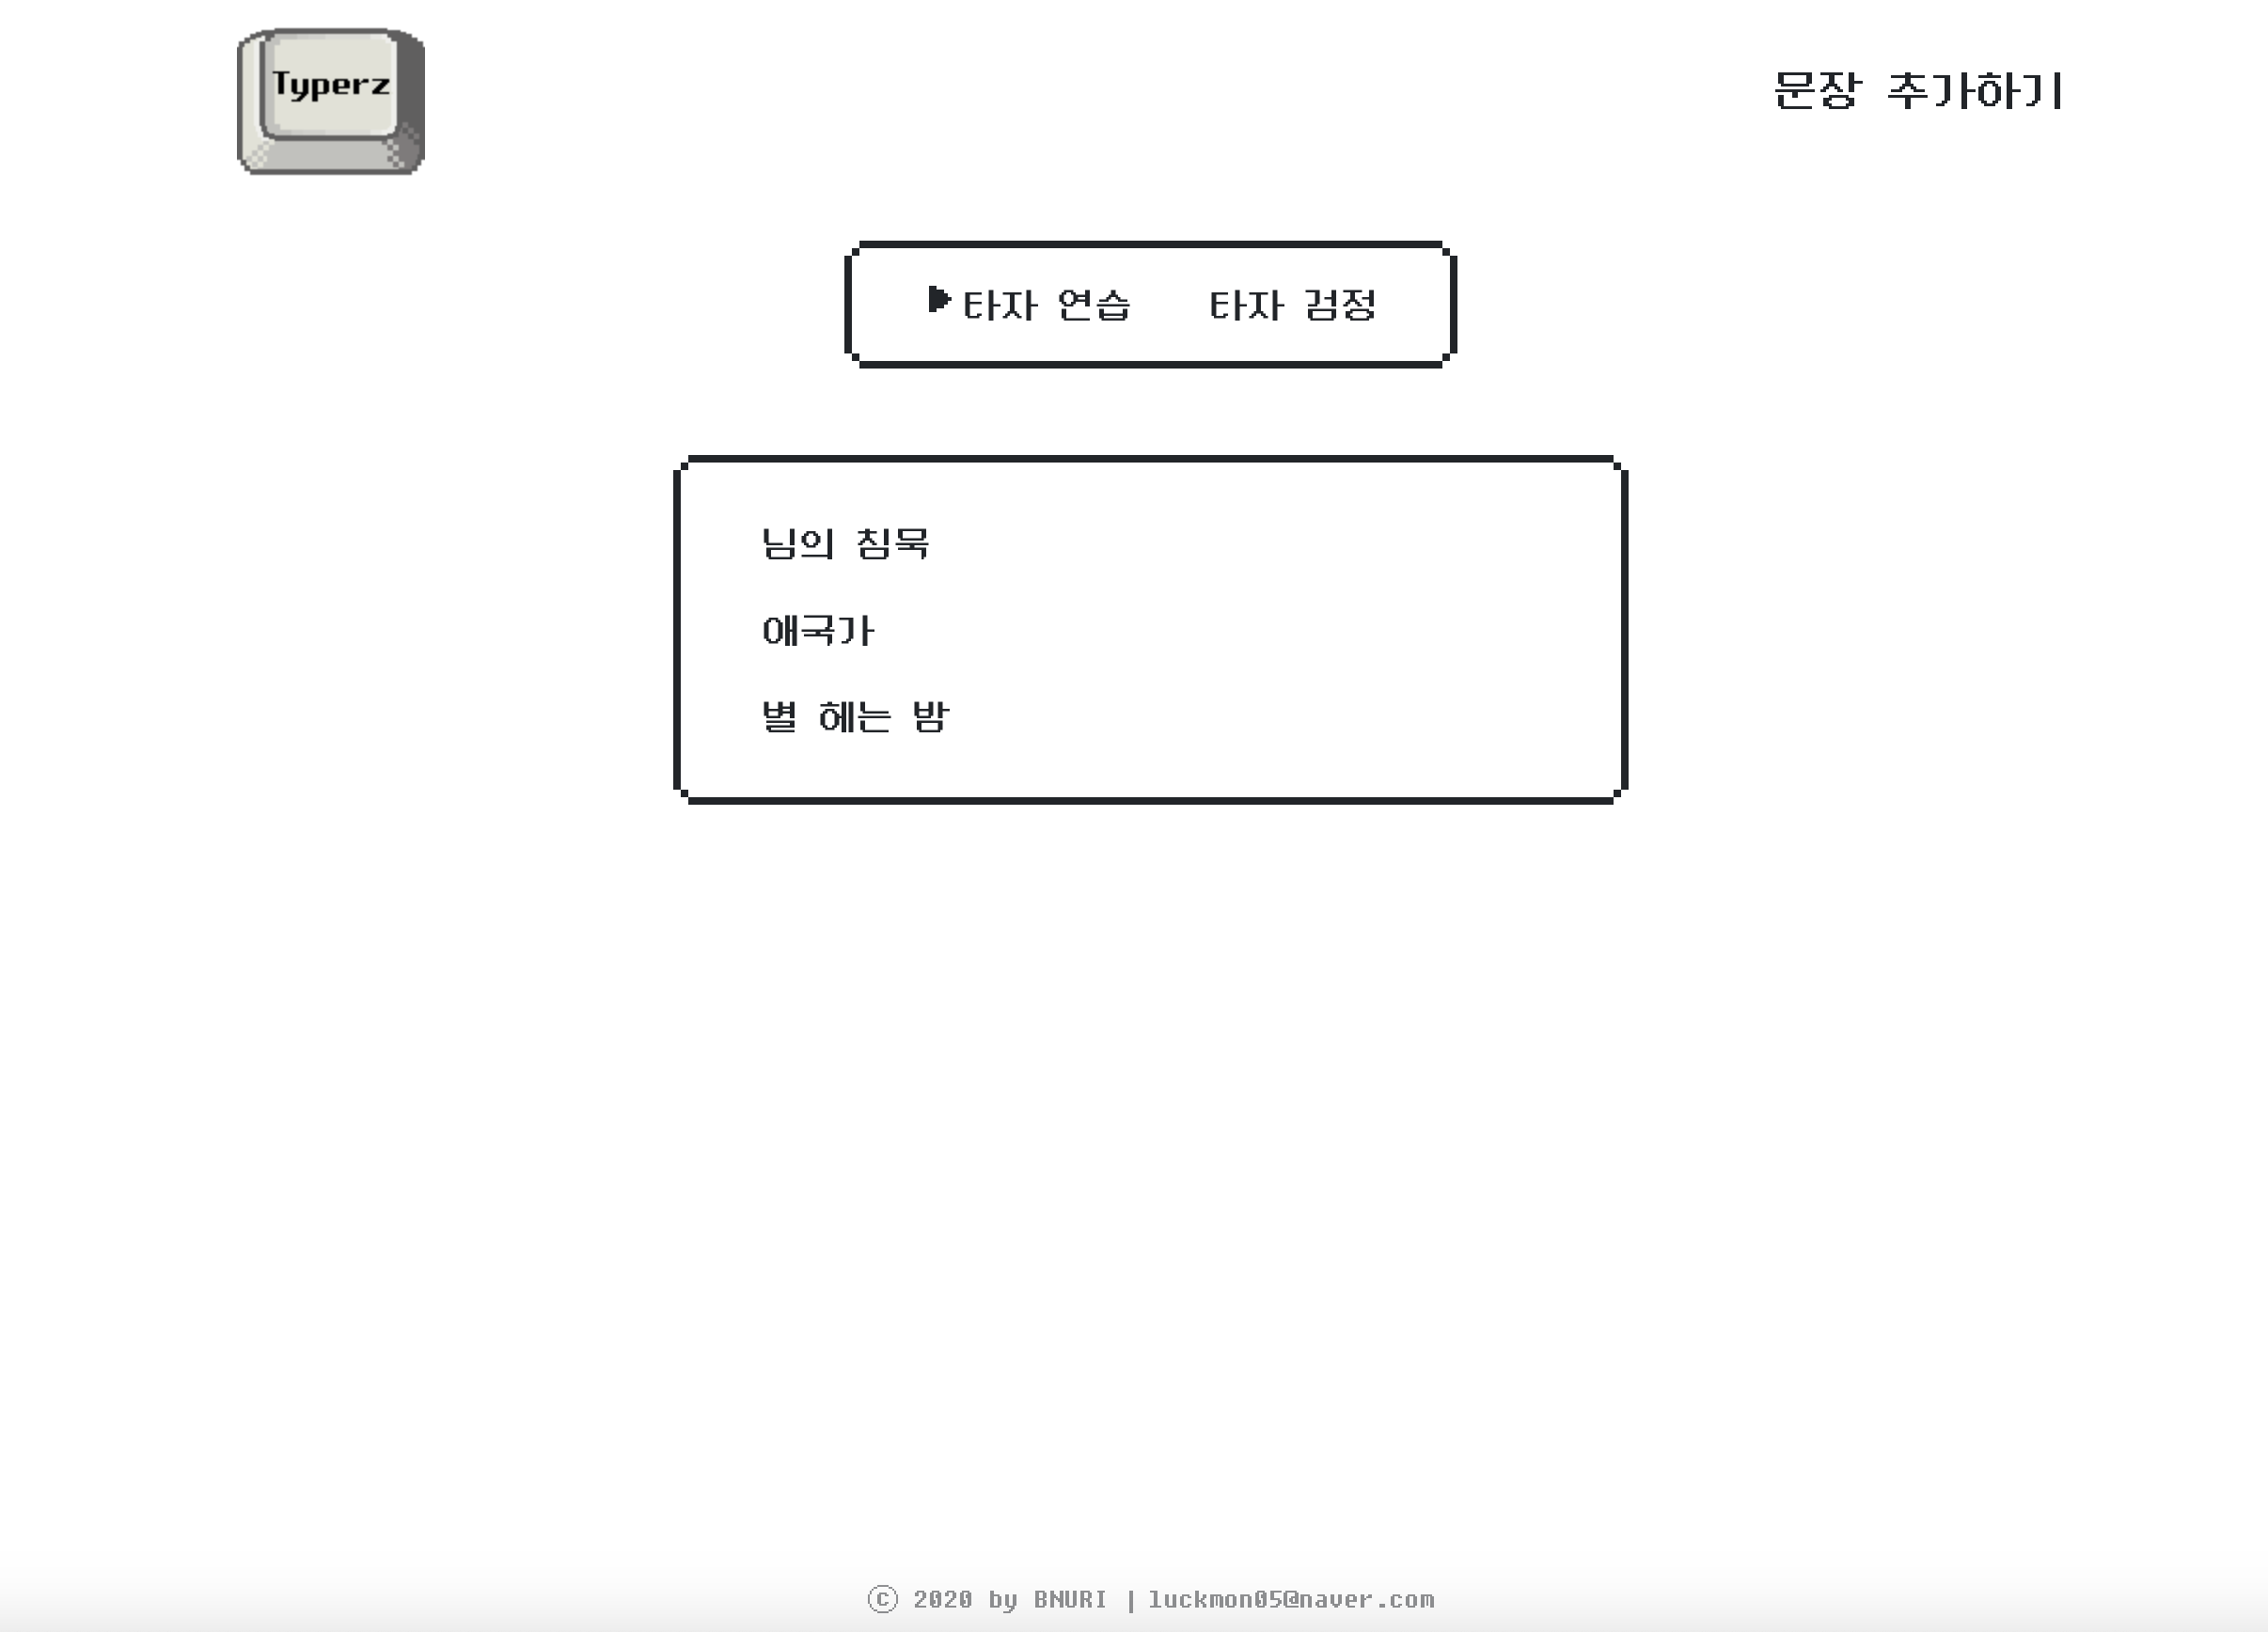 Typerz
문장 추가하기
타자 연습 타자 검정
님의 침묵
애국가
별 헤는 밤
ⓒ 2020 by BNURI | luckmon05@naver.com